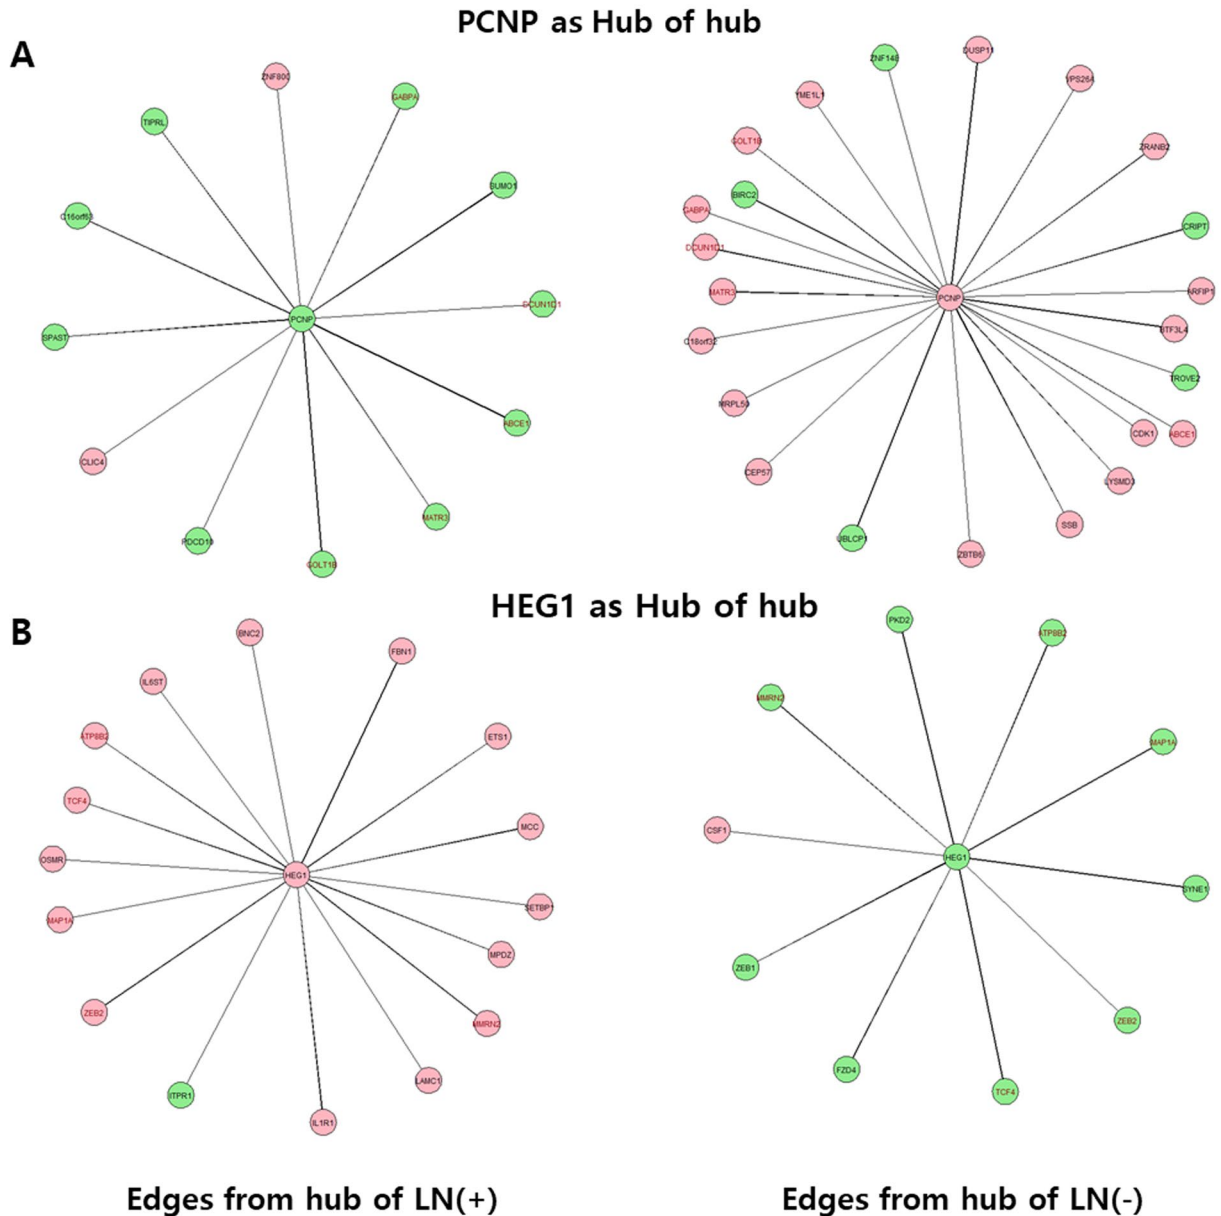 PCNP as Hub of hub
A
ZNF800
GABPA
TIPRL
SUMO1
C16orf63
DCUN1D1
PCNP
SPAST
ABCE1
CLIC4
MATR3
PDCD10
GOLT1B
DUSP11
ZNF148
VPS26A
YME1L1
GOLT1B
ZRANB2
BIRC2
GABPA
CRIPT
DCUN1D1
MATR3
PCNP
ARFIP1
BTF3L4
C18orf32
TROVE2
MRPL50
CDK1
ABCE1
CEP57
LYSMD3
SSB
UBLCP1
ZBTB6
HEG1 as Hub of hub
B
BNC2
FBN1
IL6ST
ATP8B2
ETS1
TCF4
MCC
OSMR
HEG1
MAP1A
SETBP1
MPDZ
ZEB2
MMRN2
LAMC1
ITPR1
IL1R1
PKD2
ATP8B2
MMRN2
MAP1A
CSF1
HEG1
SYNE1
ZEB1
ZEB2
FZD4
TCF4
Edges from hub of LN(+)
Edges from hub of LN(-)